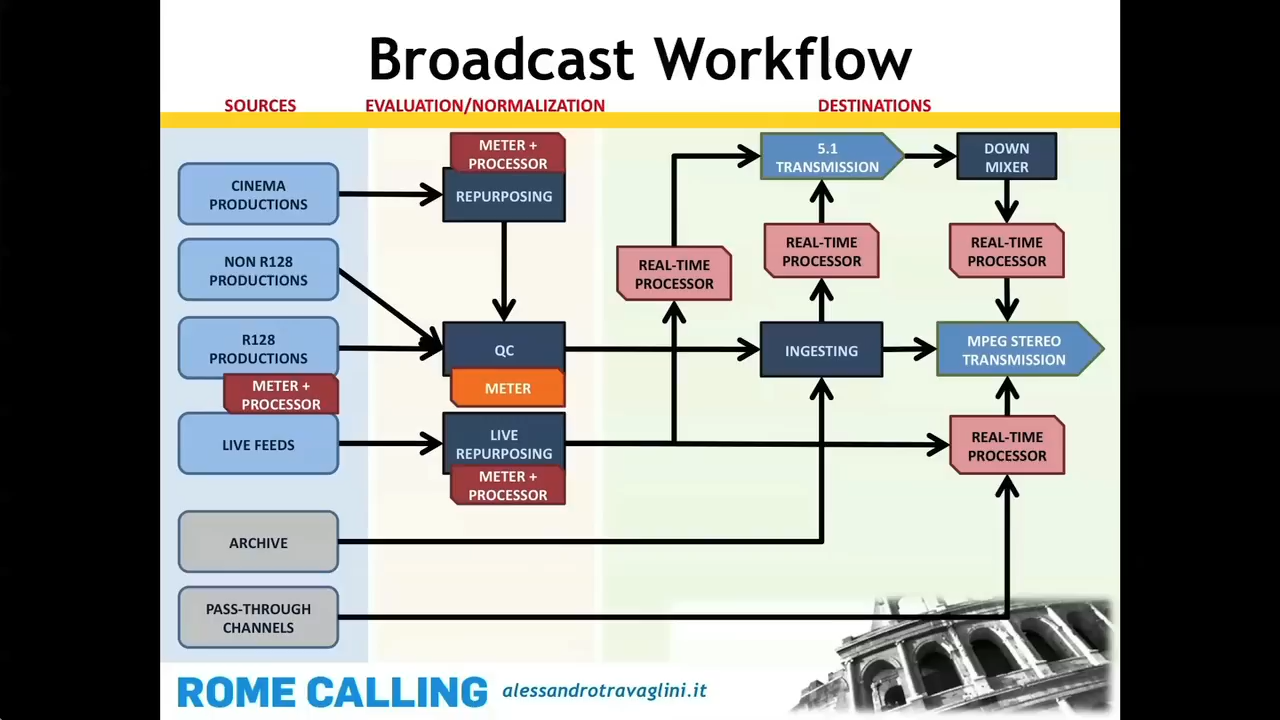 Broadcast Workflow
SOURCES
EVALUATION/NORMALIZATION
DESTINATIONS
METER +
PROCESSOR
REPURPOSING
5.1
TRANSMISSION
DOWN
MIXER
CINEMA
PRODUCTIONS
NON R128
PRODUCTIONS
REAL-TIME
PROCESSOR
REAL-TIME
PROCESSOR
REAL-TIME
PROCESSOR
R128
PRODUCTIONS
METER +
PROCESSOR
QC
METER
INGESTING
MPEG STEREO
TRANSMISSION
LIVE FEEDS
LIVE
REPURPOSING
METER +
PROCESSOR
REAL-TIME
PROCESSOR
ARCHIVE
PASS-THROUGH
CHANNELS
ROME CALLING
alessandrotravaglini.it